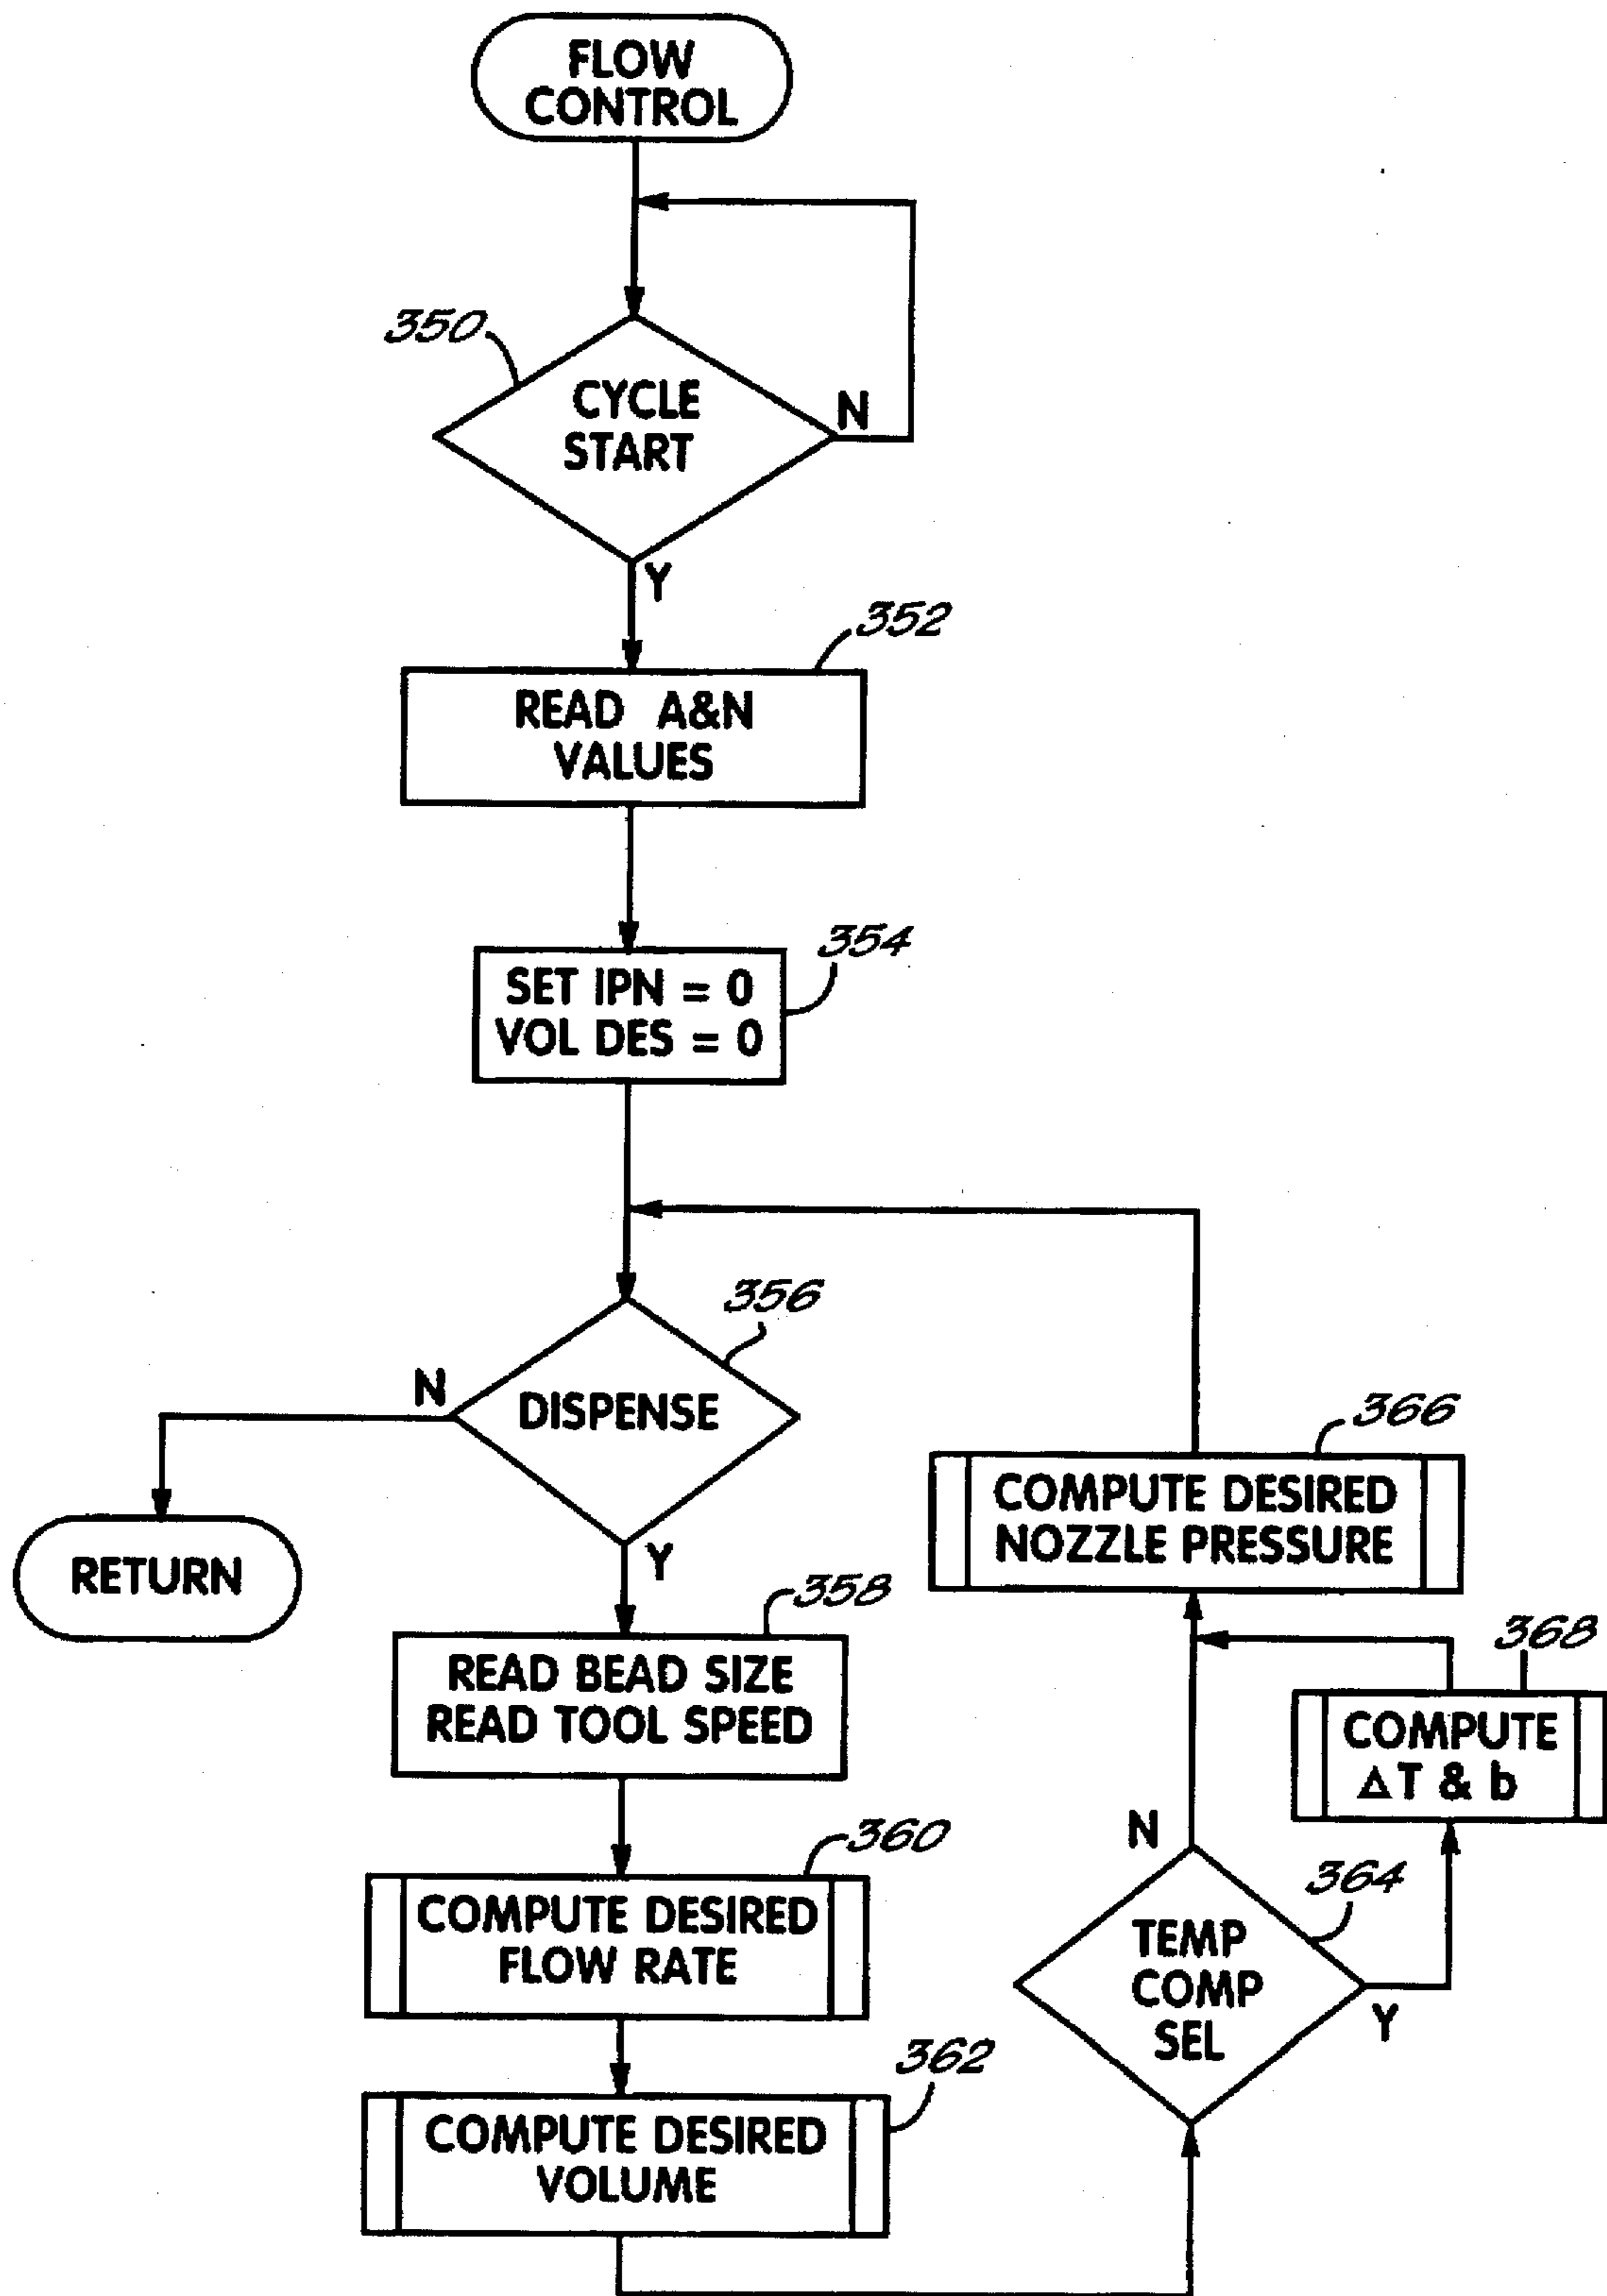 FLOW
CONTROL
350
CYCLE
START
N
Y
352
READ A&N
VALUES
354
SET IPN = 0
VOL DES = 0
356
DISPENSE
N
Y
RETURN
358
READ BEAD SIZE
READ TOOL SPEED
360
COMPUTE DESIRED
FLOW RATE
362
COMPUTE DESIRED
VOLUME
364
TEMP
COMP
SEL
N
Y
368
COMPUTE
ΔT & b
366
COMPUTE DESIRED
NOZZLE PRESSURE